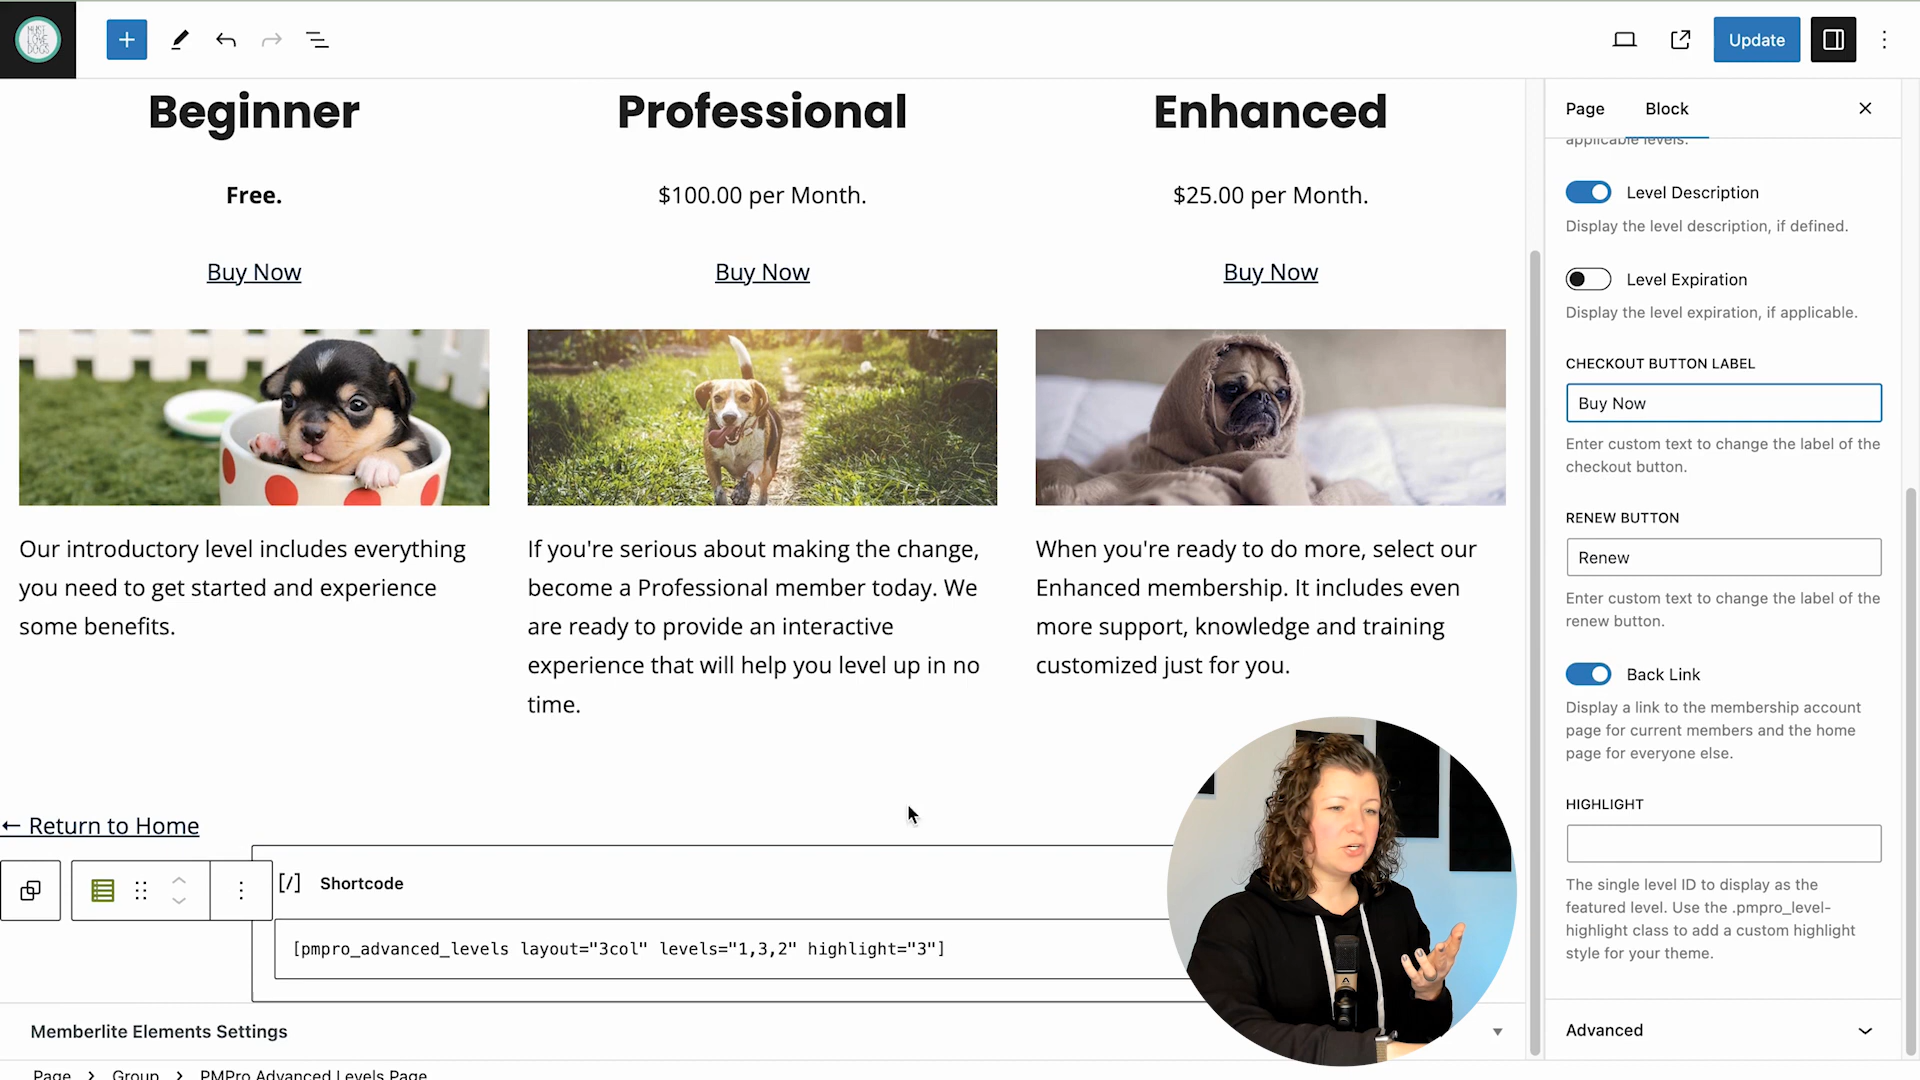 MUST
LOVE
DOGS
Update
Beginner
Professional
Enhanced
Free.
$100.00 per Month.
$25.00 per Month.
Buy Now
Buy Now
Buy Now
Our introductory level includes everything
you need to get started and experience
some benefits.
If you're serious about making the change,
become a Professional member today. We
are ready to provide an interactive
experience that will help you level up in no
time.
When you're ready to do more, select our
Enhanced membership. It includes even
more support, knowledge and training
customized just for you.
← Return to Home
[/] Shortcode
[pmpro_advanced_levels layout="3col" levels="1,3,2" highlight="3"]
Memberlite Elements Settings
Page > Group > PMPro Advanced Levels Page
Page
Block
applicable levels.
Level Description
Display the level description, if defined.
Level Expiration
Display the level expiration, if applicable.
CHECKOUT BUTTON LABEL
Buy Now
Enter custom text to change the label of the
checkout button.
RENEW BUTTON
Renew
Enter custom text to change the label of the
renew button.
Back Link
Display a link to the membership account
page for current members and the home
page for everyone else.
HIGHLIGHT
The single level ID to display as the
featured level. Use the .pmpro_level-
highlight class to add a custom highlight
style for your theme.
Advanced